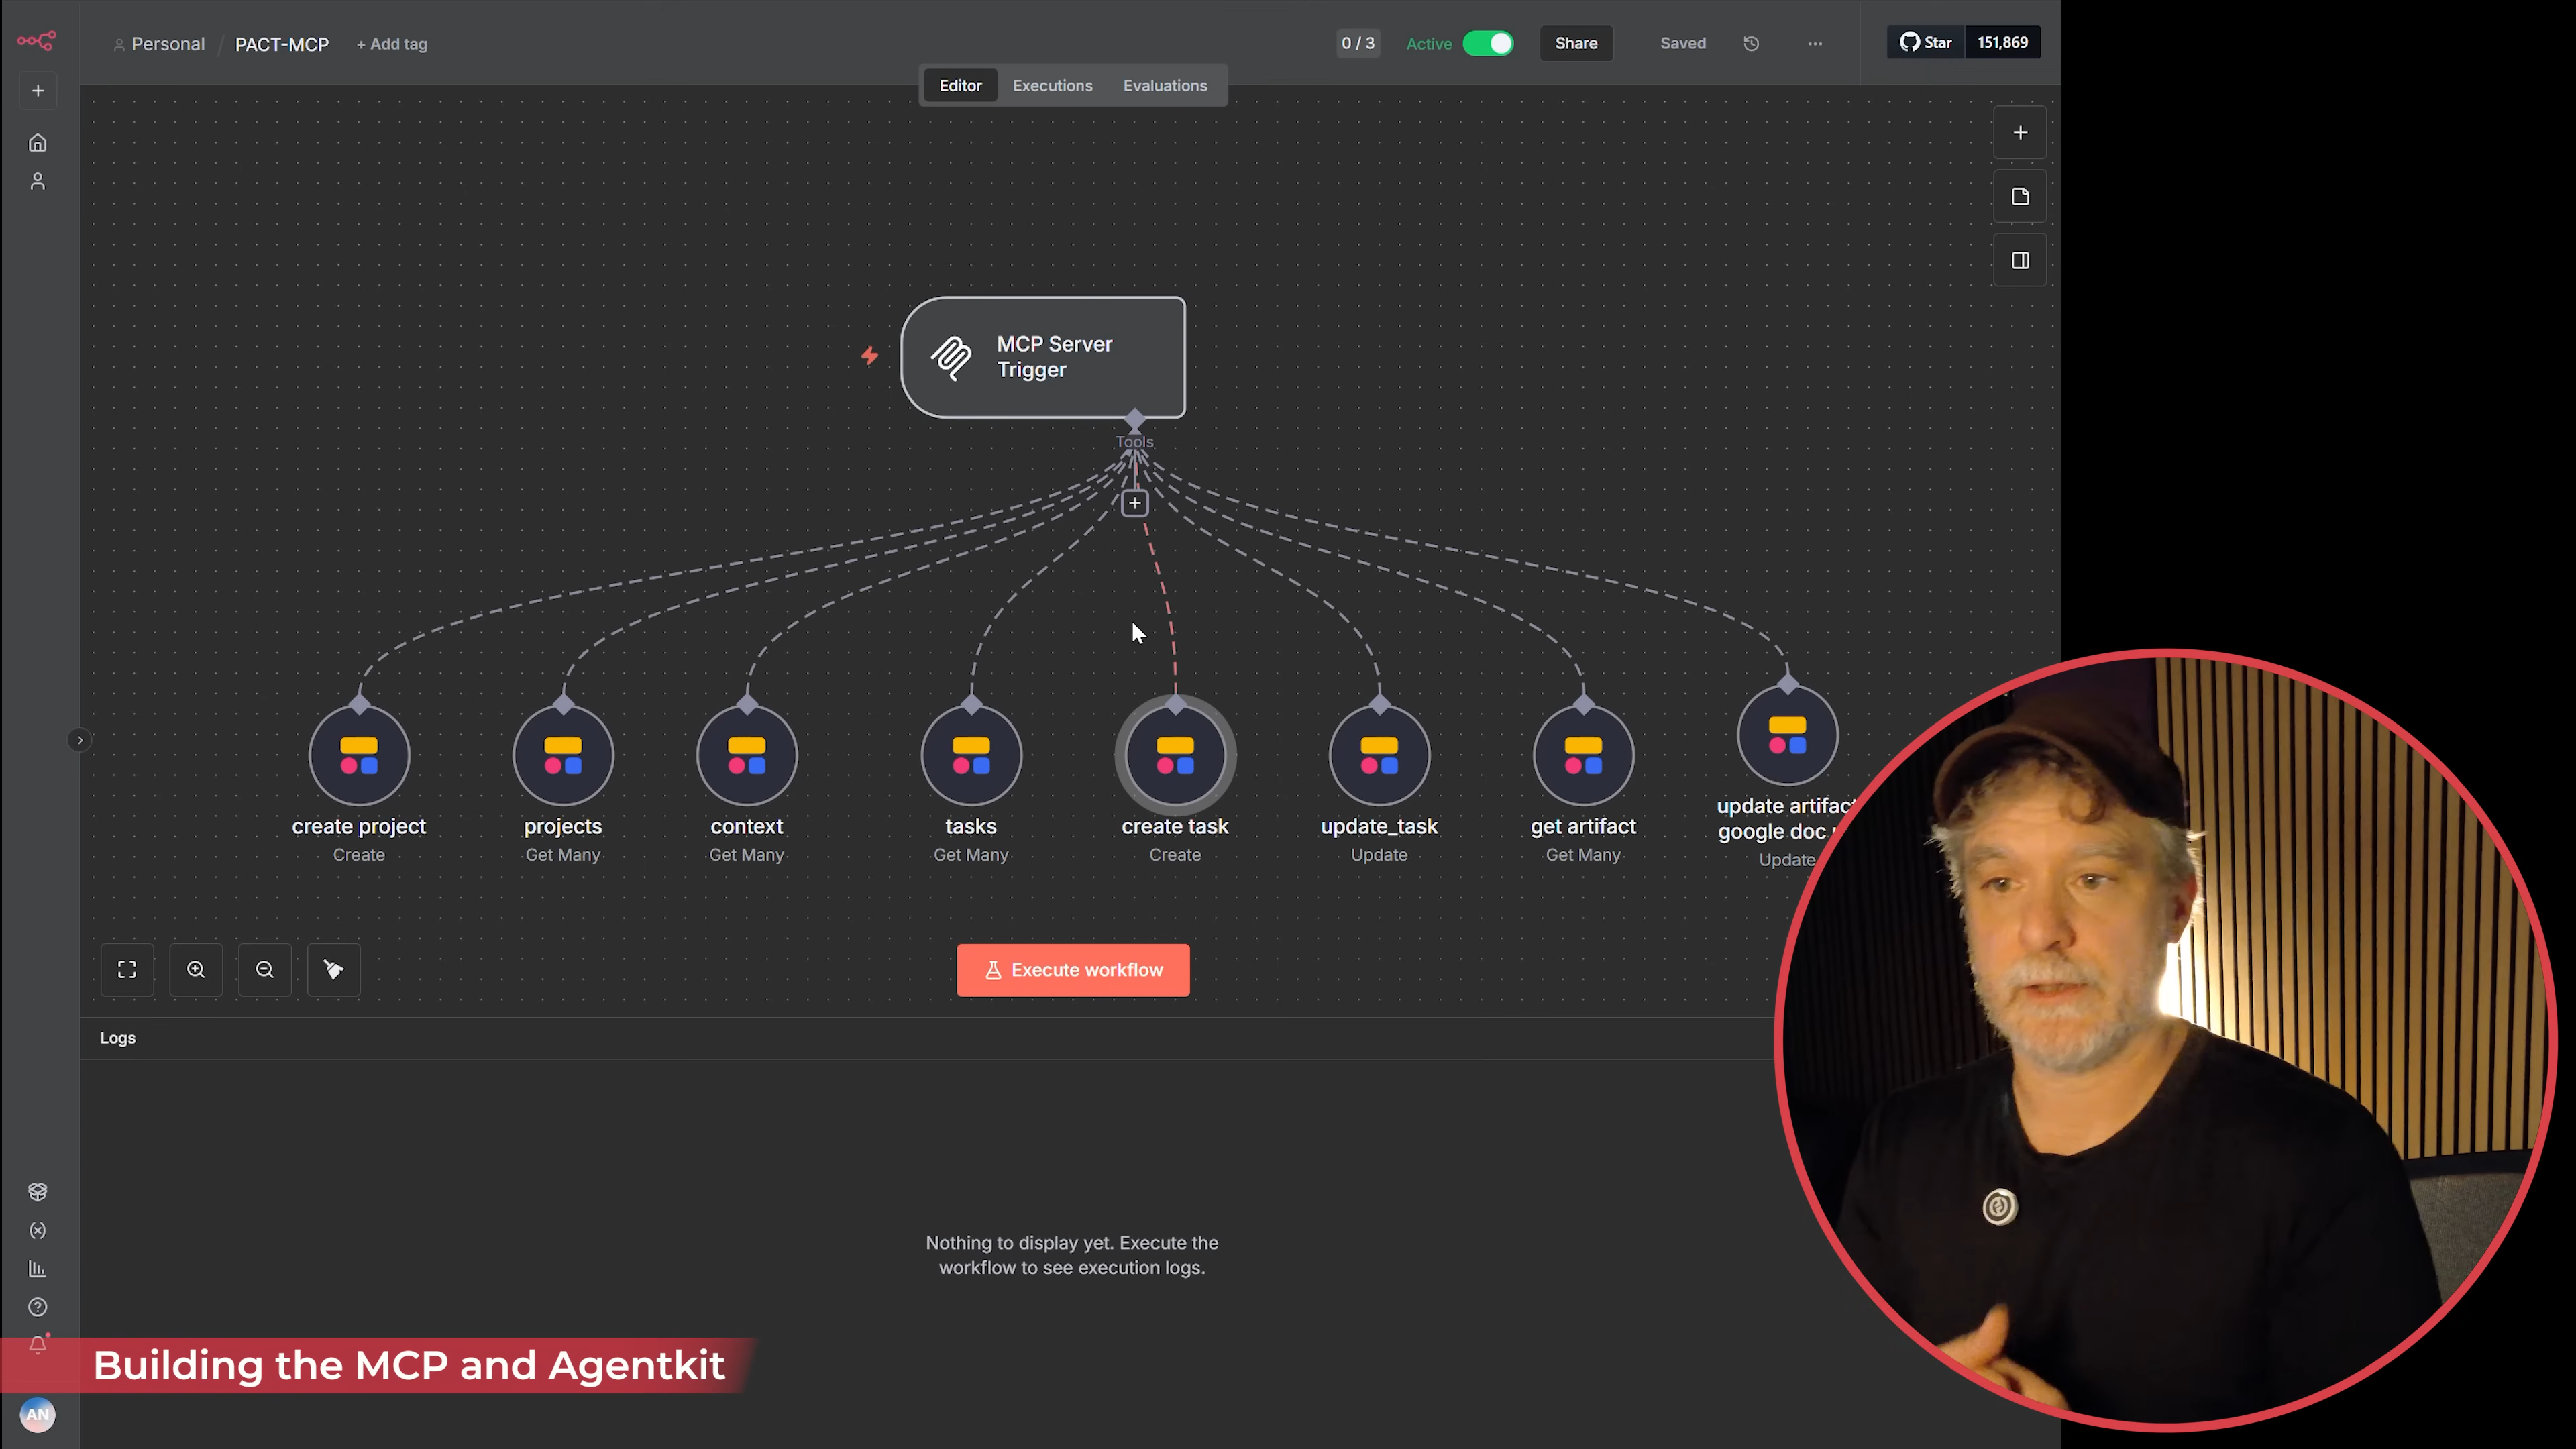 Personal / PACT-MCP + Add tag
0 / 3 Active Share Saved ... Star 151,869
Editor Executions Evaluations
MCP Server
Trigger
Tools
create project
Create
projects
Get Many
context
Get Many
tasks
Get Many
create task
Create
update_task
Update
get artifact
Get Many
update artifact
google doc
Update
Execute workflow
Logs
Nothing to display yet. Execute the
workflow to see execution logs.
Building the MCP and Agentkit
AN